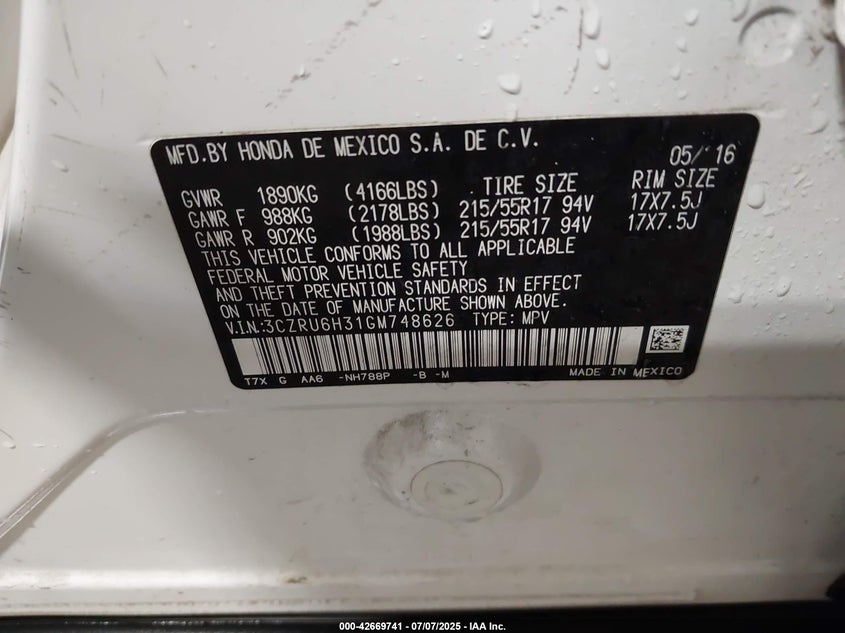 MFD.BY HONDA DE MEXICO S.A. DE C.V. 05/'16
GVWR 1890KG (4166LBS) TIRE SIZE RIM SIZE
GAWR F 988KG (2178LBS) 215/55R17 94V 17X7.5J
GAWR R 902KG (1988LBS) 215/55R17 94V 17X7.5J
THIS VEHICLE CONFORMS TO ALL APPLICABLE
FEDERAL MOTOR VEHICLE SAFETY
AND THEFT PREVENTION STANDARDS IN EFFECT
ON THE DATE OF MANUFACTURE SHOWN ABOVE.
V.I.N.:3CZRU6H31GM748626 TYPE: MPV
T7X G AA6 -NH788P -B -M MADE IN MEXICO
000-42669741 / 07/07/2025 - IAA Inc.